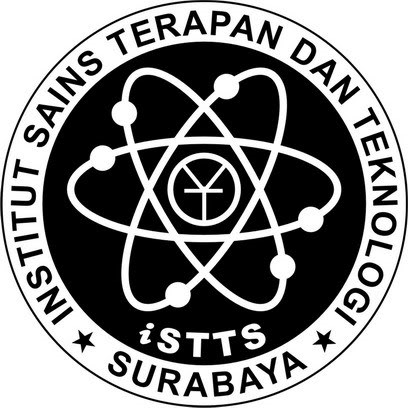 INSTITUT SAINS TERAPAN DAN TEKNOLOGI
iSTTS
★ SURABAYA ★